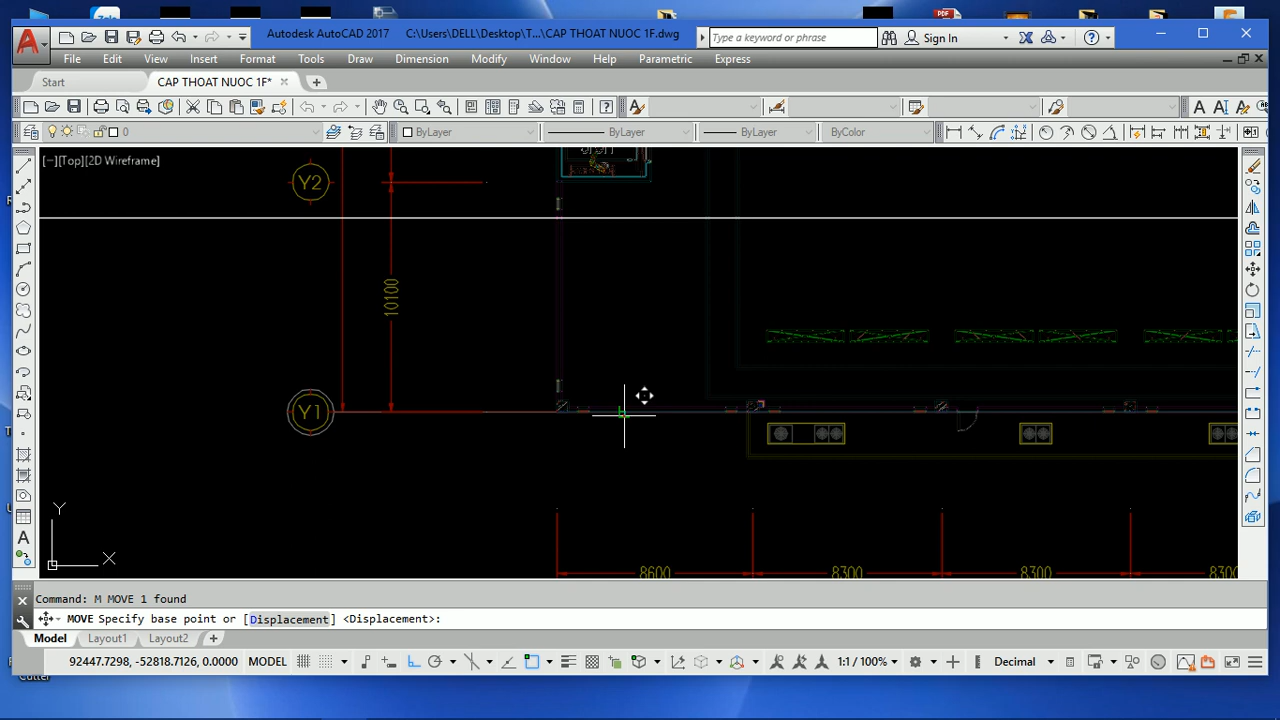 Autodesk AutoCAD 2017 C:\Users\DELL\Desktop\T...\CAP THOAT NUOC 1F.dwg
Type a keyword or phrase
Sign In
File Edit View Insert Format Tools Draw Dimension Modify Window Help Parametric Express
Start
CAP THOAT NUOC 1F*
0
ByLayer
ByLayer
ByLayer
ByColor
[−][Top][2D Wireframe]
Y2
10100
Y1
Y
X
8600
8300
8300
8300
Command: M MOVE 1 found
MOVE Specify base point or [Displacement] <Displacement>:
Model Layout1 Layout2
92447.7298, -52818.7126, 0.0000 MODEL
1:1 / 100%
Decimal
Cutter